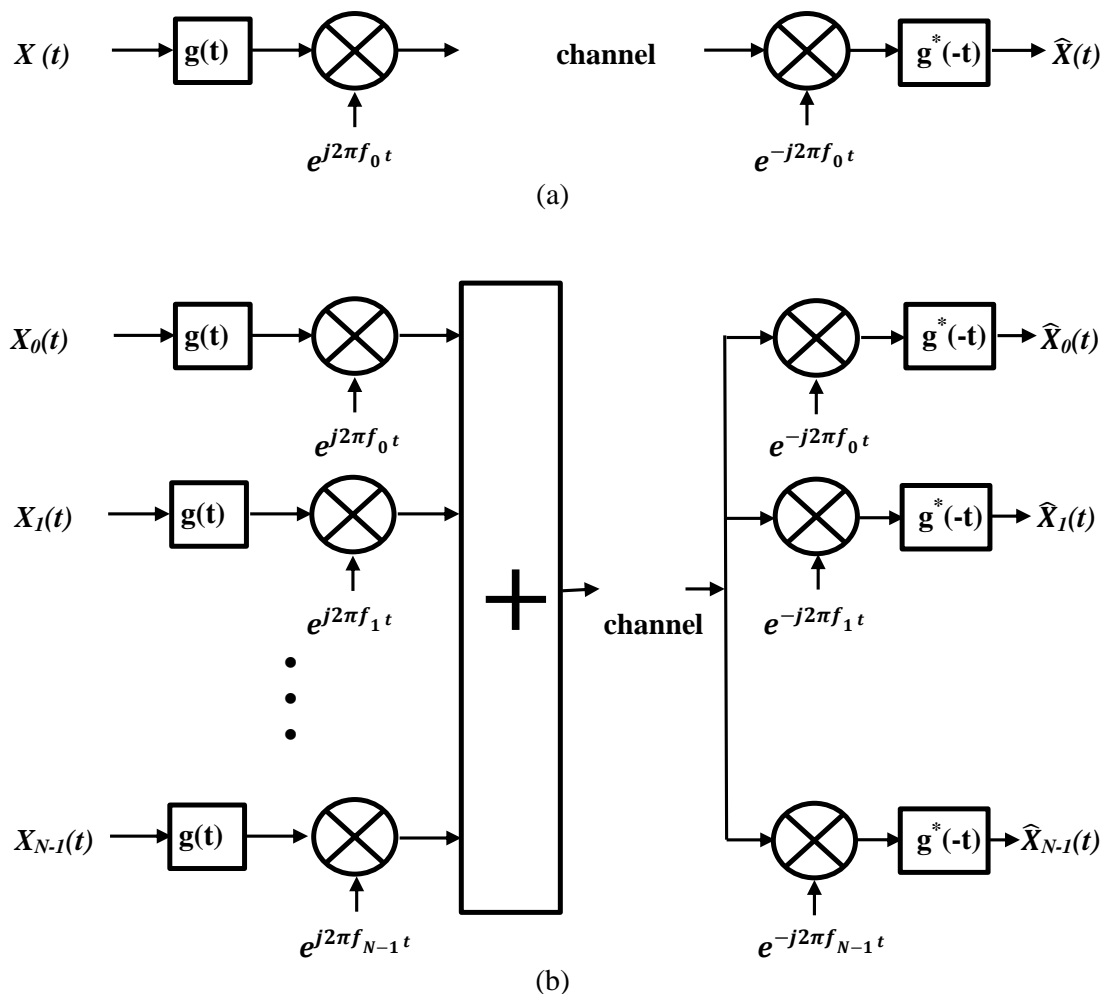 X (t) g(t) channel g*(-t) X̂(t)
e^{j2πf_0 t} e^{-j2πf_0 t}
(a)
X_0(t) g(t) g*(-t) X̂_0(t)
e^{j2πf_0 t} e^{-j2πf_0 t}
X_1(t) g(t) g*(-t) X̂_1(t)
+
e^{j2πf_1 t} channel e^{-j2πf_1 t}
X_{N-1}(t) g(t) g*(-t) X̂_{N-1}(t)
e^{j2πf_{N-1} t} e^{-j2πf_{N-1} t}
(b)